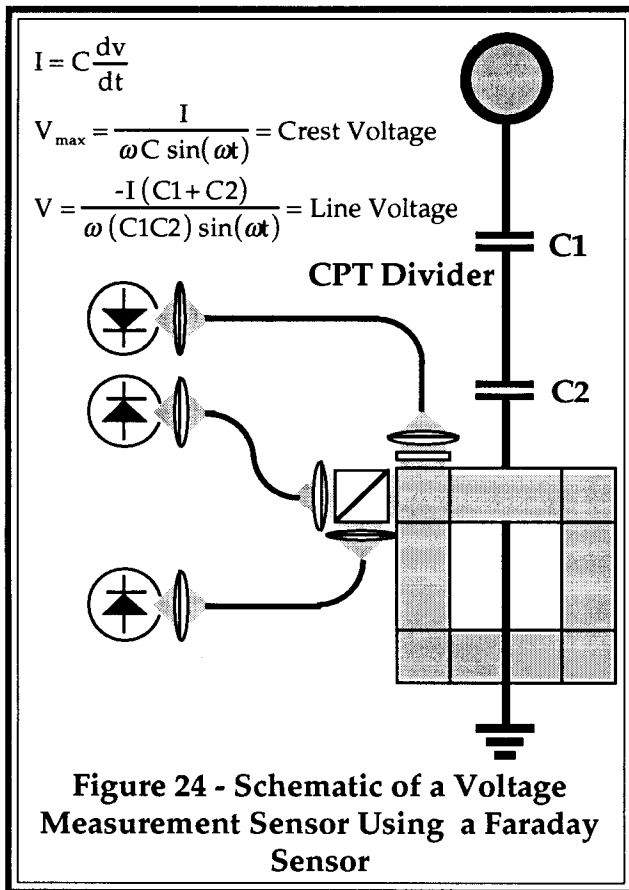 I = C dv/dt
V_max = I / (ωC sin(ωt)) = Crest Voltage
V = -I (C1+C2) / (ω (C1C2) sin(ωt)) = Line Voltage
C1
CPT Divider
C2
Figure 24 - Schematic of a Voltage
Measurement Sensor Using a Faraday
Sensor